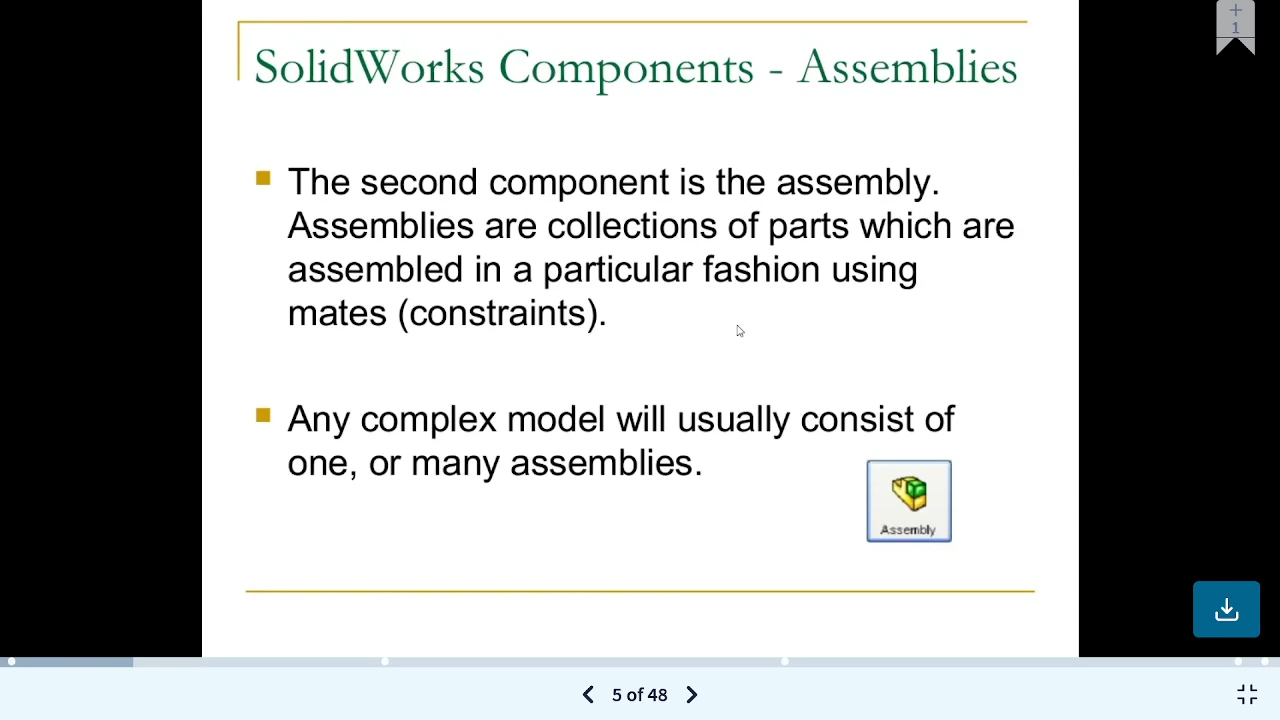 SolidWorks Components - Assemblies
The second component is the assembly.
Assemblies are collections of parts which are
assembled in a particular fashion using
mates (constraints).
Any complex model will usually consist of
one, or many assemblies.
Assembly
+
1
5 of 48